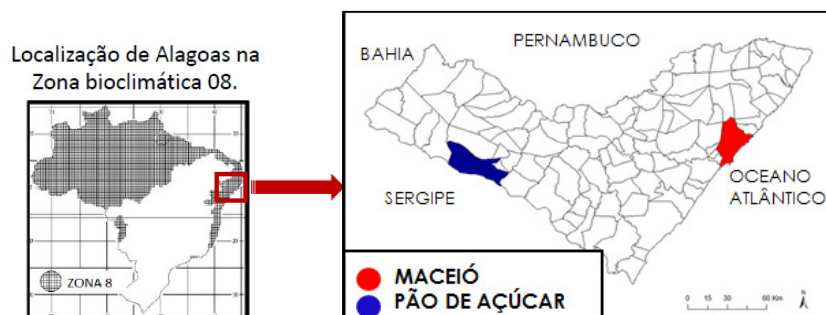 Localização de Alagoas na
Zona bioclimática 08.
ZONA 8
BAHIA
PERNAMBUCO
SERGIPE
OCEANO
ATLÂNTICO
MACEIÓ
PÃO DE AÇÚCAR
0 15 30 60 Km
N